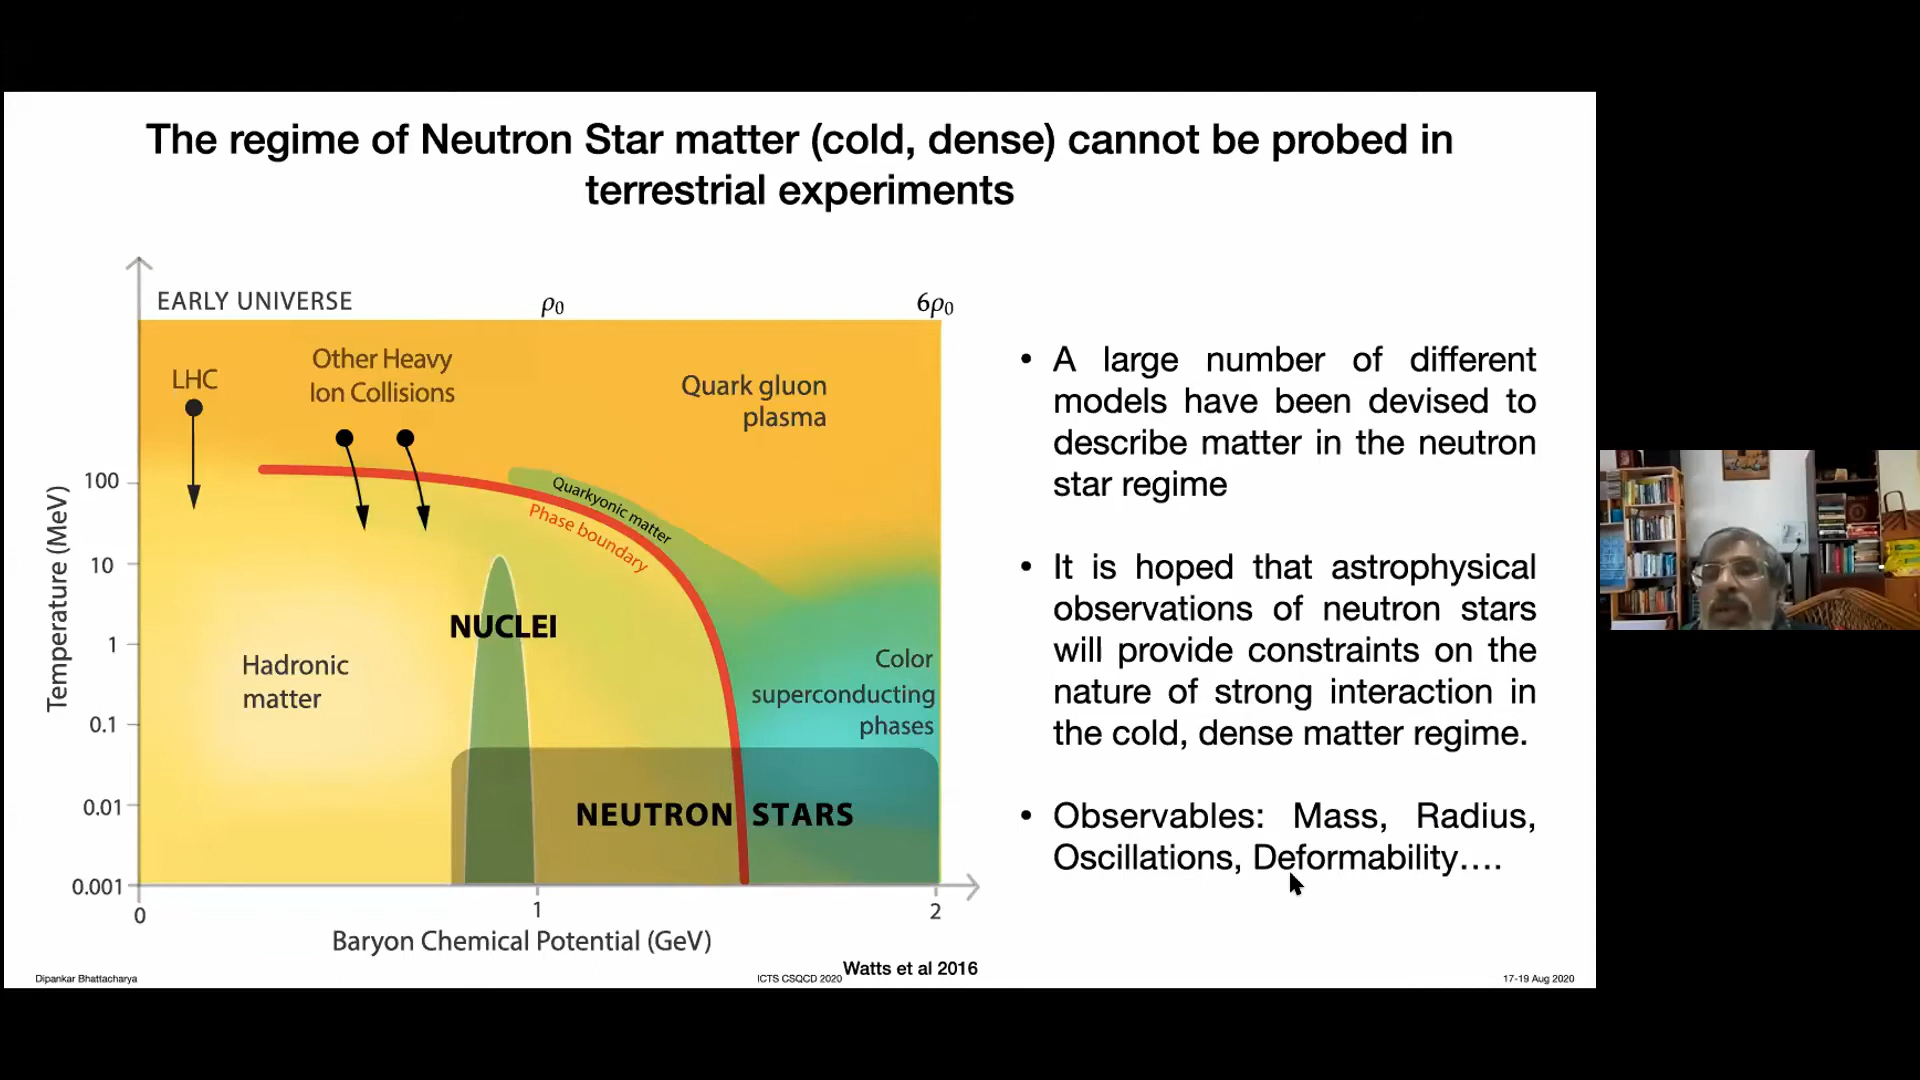 The regime of Neutron Star matter (cold, dense) cannot be probed in
terrestrial experiments
EARLY UNIVERSE
ρ0
6ρ0
LHC
Other Heavy
Ion Collisions
Quark gluon
plasma
Quarkyonic matter
Phase boundary
NUCLEI
Hadronic
matter
Color
superconducting
phases
NEUTRON STARS
Temperature (MeV)
100
10
1
0.1
0.01
0.001
0
1
2
Baryon Chemical Potential (GeV)
• A large number of different
models have been devised to
describe matter in the neutron
star regime
• It is hoped that astrophysical
observations of neutron stars
will provide constraints on the
nature of strong interaction in
the cold, dense matter regime.
• Observables: Mass, Radius,
Oscillations, Deformability....
Watts et al 2016
Dipankar Bhattacharya
ICTS CSQCD 2020
17-19 Aug 2020